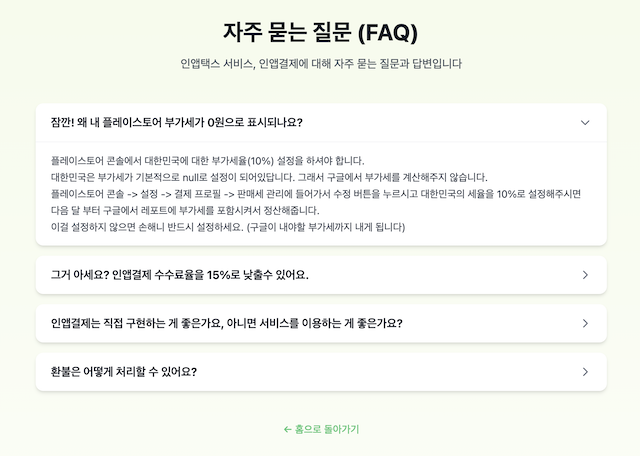 자주 묻는 질문 (FAQ)
인앱택스 서비스, 인앱결제에 대해 자주 묻는 질문과 답변입니다
잠깐! 왜 내 플레이스토어 부가세가 0원으로 표시되나요?
플레이스토어 콘솔에서 대한민국에 대한 부가세율(10%) 설정을 하셔야 합니다.
대한민국은 부가세가 기본적으로 null로 설정이 되어있답니다. 그래서 구글에서 부가세를 계산해주지 않습니다.
플레이스토어 콘솔 -> 설정 -> 결제 프로필 -> 판매세 관리에 들어가서 수정 버튼을 누르시고 대한민국의 세율을 10%로 설정해주시면
다음 달 부터 구글에서 레포트에 부가세를 포함시켜서 정산해줍니다.
이걸 설정하지 않으면 손해니 반드시 설정하세요. (구글이 내야할 부가세까지 내게 됩니다)
그거 아세요? 인앱결제 수수료율을 15%로 낮출수 있어요.
인앱결제는 직접 구현하는 게 좋은가요, 아니면 서비스를 이용하는 게 좋은가요?
환불은 어떻게 처리할 수 있어요?
← 홈으로 돌아가기